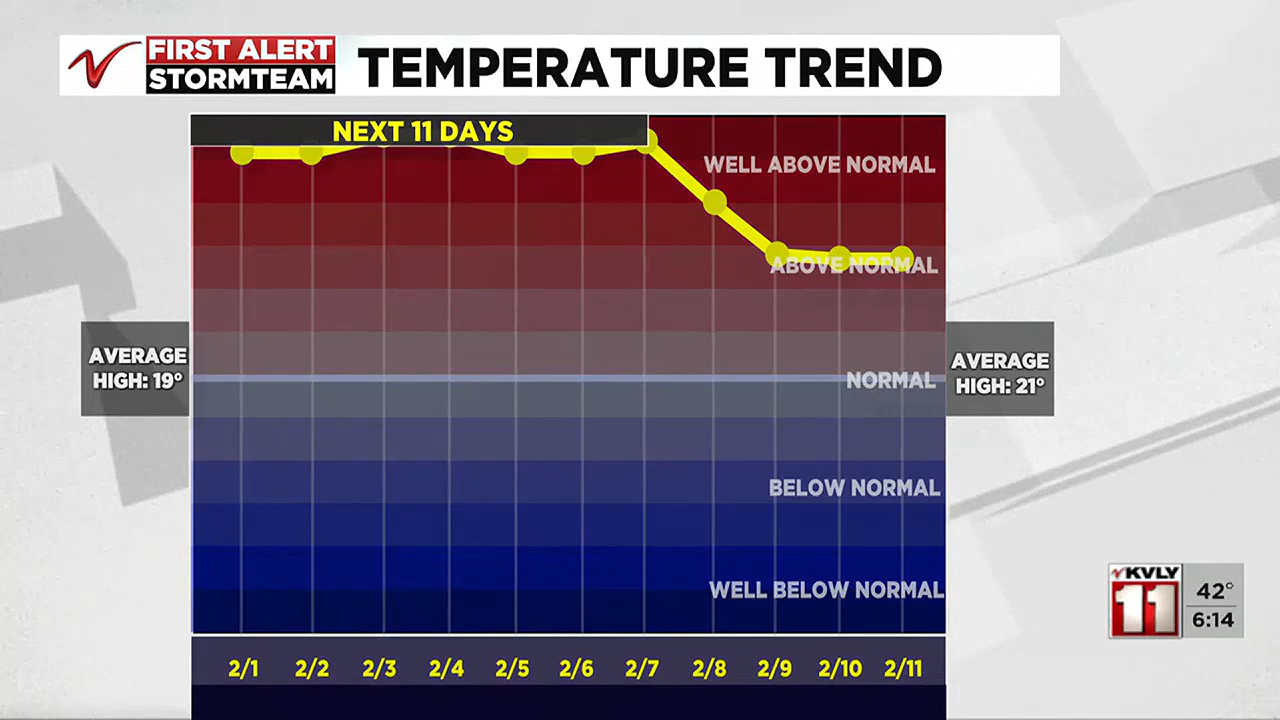 FIRST ALERT
STORMTEAM
TEMPERATURE TREND
NEXT 11 DAYS
WELL ABOVE NORMAL
ABOVE NORMAL
AVERAGE
HIGH: 19°
NORMAL
AVERAGE
HIGH: 21°
BELOW NORMAL
WELL BELOW NORMAL
KVLY
11
42°
6:14
2/1 2/2 2/3 2/4 2/5 2/6 2/7 2/8 2/9 2/10 2/11